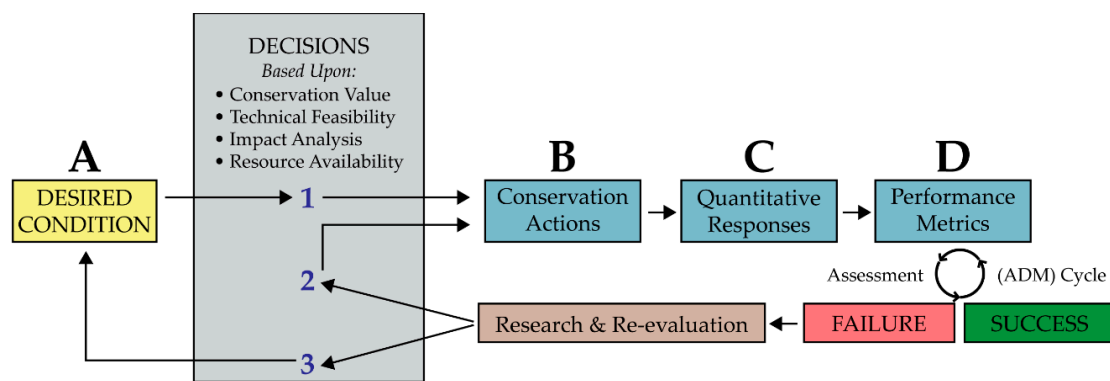 DECISIONS
Based Upon:
• Conservation Value
• Technical Feasibility
• Impact Analysis
• Resource Availability
A
DESIRED
CONDITION
1
2
3
B
Conservation
Actions
C
Quantitative
Responses
D
Performance
Metrics
Assessment
(ADM) Cycle
Research & Re-evaluation
FAILURE
SUCCESS